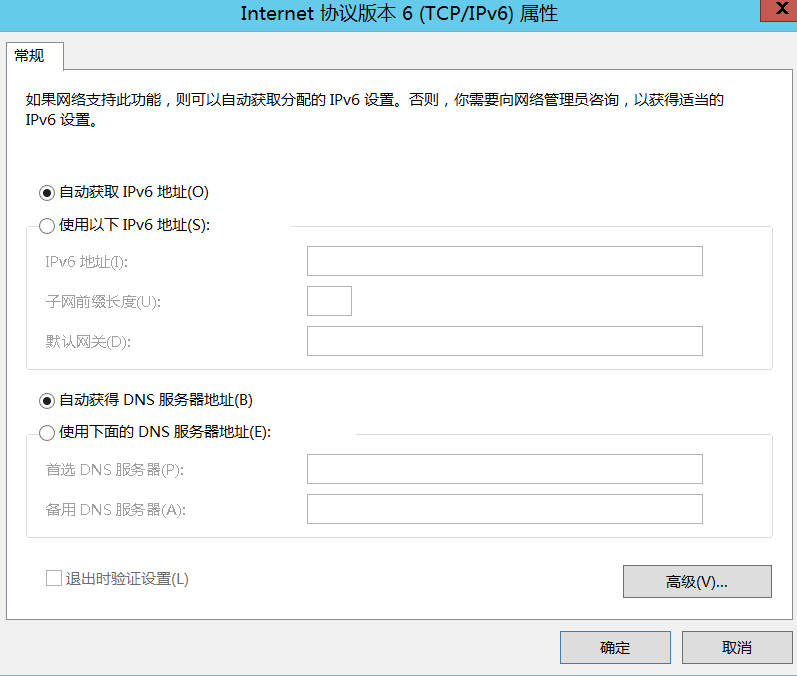 Internet 协议版本 6 (TCP/IPv6) 属性
X
常规
如果网络支持此功能，则可以自动获取分配的 IPv6 设置。否则，你需要向网络管理员咨询，以获得适当的
IPv6 设置。
自动获取 IPv6 地址(O)
使用以下 IPv6 地址(S):
IPv6 地址(I):
子网前缀长度(U):
默认网关(D):
自动获得 DNS 服务器地址(B)
使用下面的 DNS 服务器地址(E):
首选 DNS 服务器(P):
备用 DNS 服务器(A):
退出时验证设置(L)
高级(V)...
确定
取消